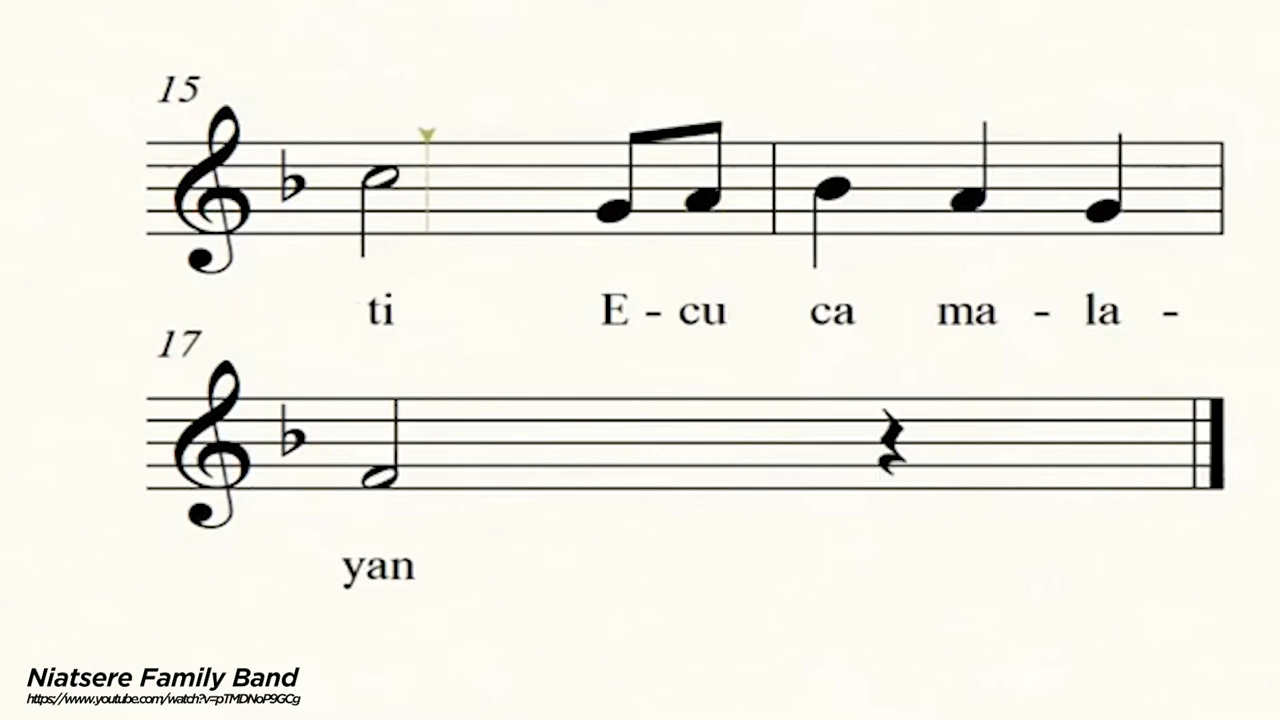 15
ti E - cu ca ma - la -
17
yan
Niatsere Family Band
https://www.youtube.com/watch?v=pTMDNoP9GCg